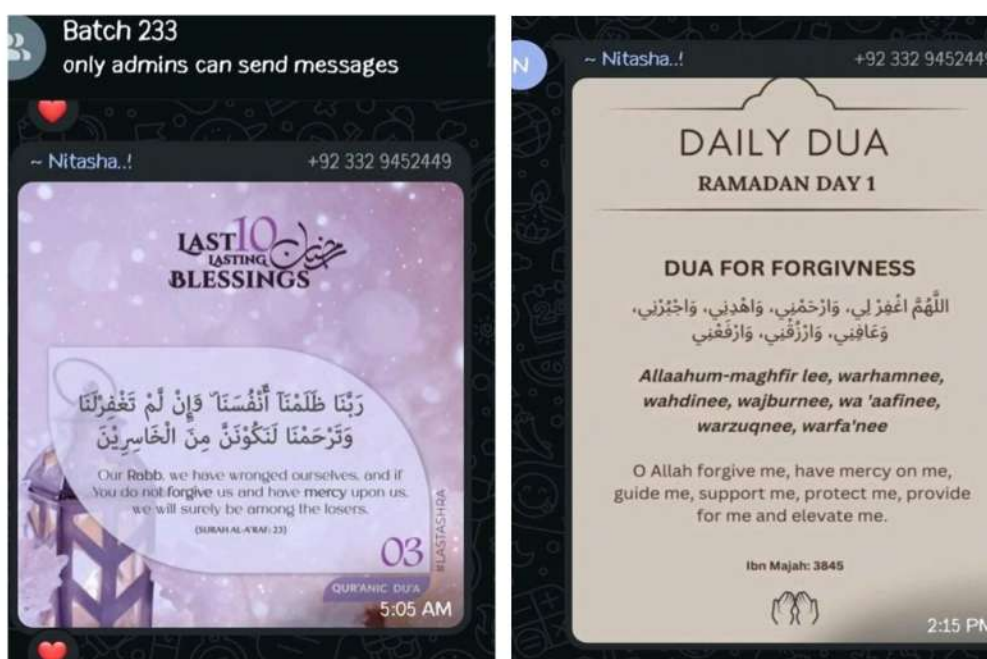 Batch 233
only admins can send messages
~ Nitasha..!
+92 332 9452449
LAST 10
LASTING
BLESSINGS
رمضان
رَبَّنَا ظَلَمْنَآ أَنْفُسَنَا ۫ وَإِنْ لَّمْ تَغْفِرْلَنَا
وَتَرْحَمْنَا لَنَكُوْنَنَّ مِنَ الْخَاسِرِيْنَ
Our Rabb, we have wronged ourselves, and if
You do not forgive us and have mercy upon us,
we will surely be among the losers.
(SURAH AL-A'RAF: 23)
#LASTASHRA
03
QUR'ANIC DU'A
5:05 AM
N
~ Nitasha..!
+92 332 9452449
DAILY DUA
RAMADAN DAY 1
DUA FOR FORGIVNESS
اللَّهُمَّ اغْفِرْ لِي، وَارْحَمْنِي، وَاهْدِنِي، وَاجْبُرْنِي،
وَعَافِنِي، وَارْزُقْنِي، وَارْفَعْنِي
Allaahum-maghfir lee, warhamnee,
wahdinee, wajburnee, wa 'aafinee,
warzuqnee, warfa'nee
O Allah forgive me, have mercy on me,
guide me, support me, protect me, provide
for me and elevate me.
Ibn Majah: 3845
2:15 PM